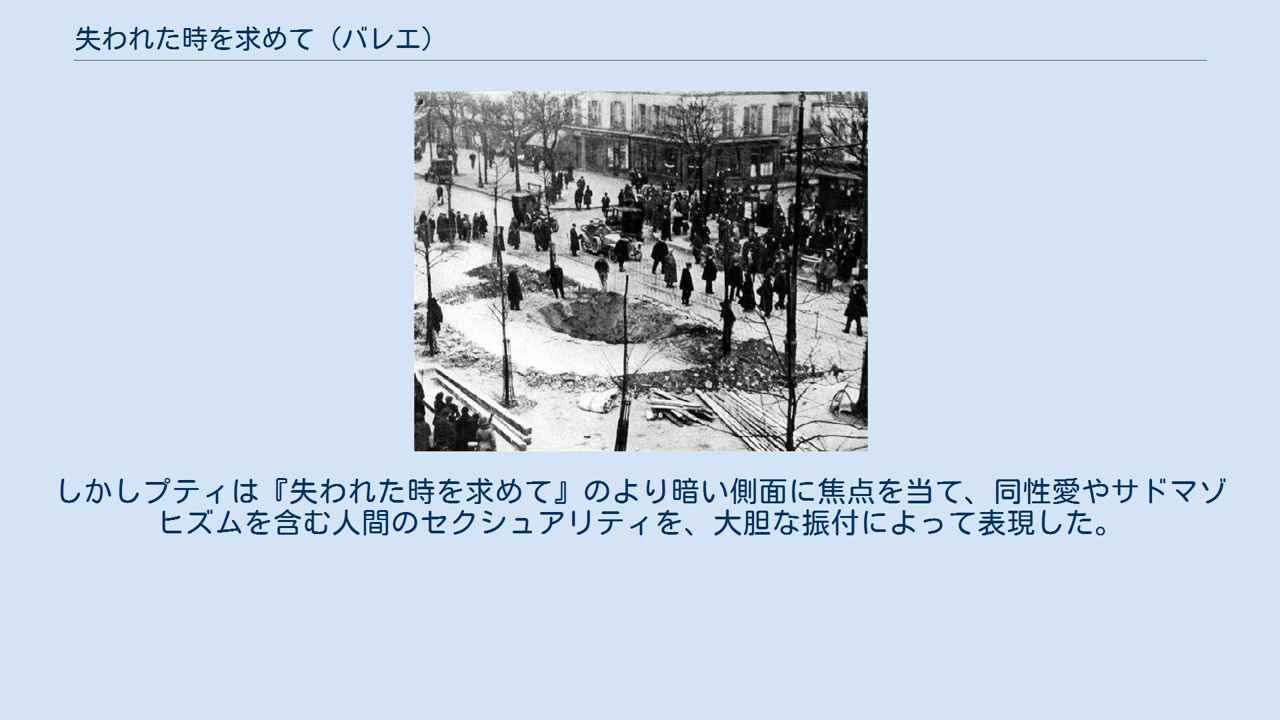 失われた時を求めて（バレエ）
しかしプティは『失われた時を求めて』のより暗い側面に焦点を当て、同性愛やサドマゾ
ヒズムを含む人間のセクシュアリティを、大胆な振付によって表現した。